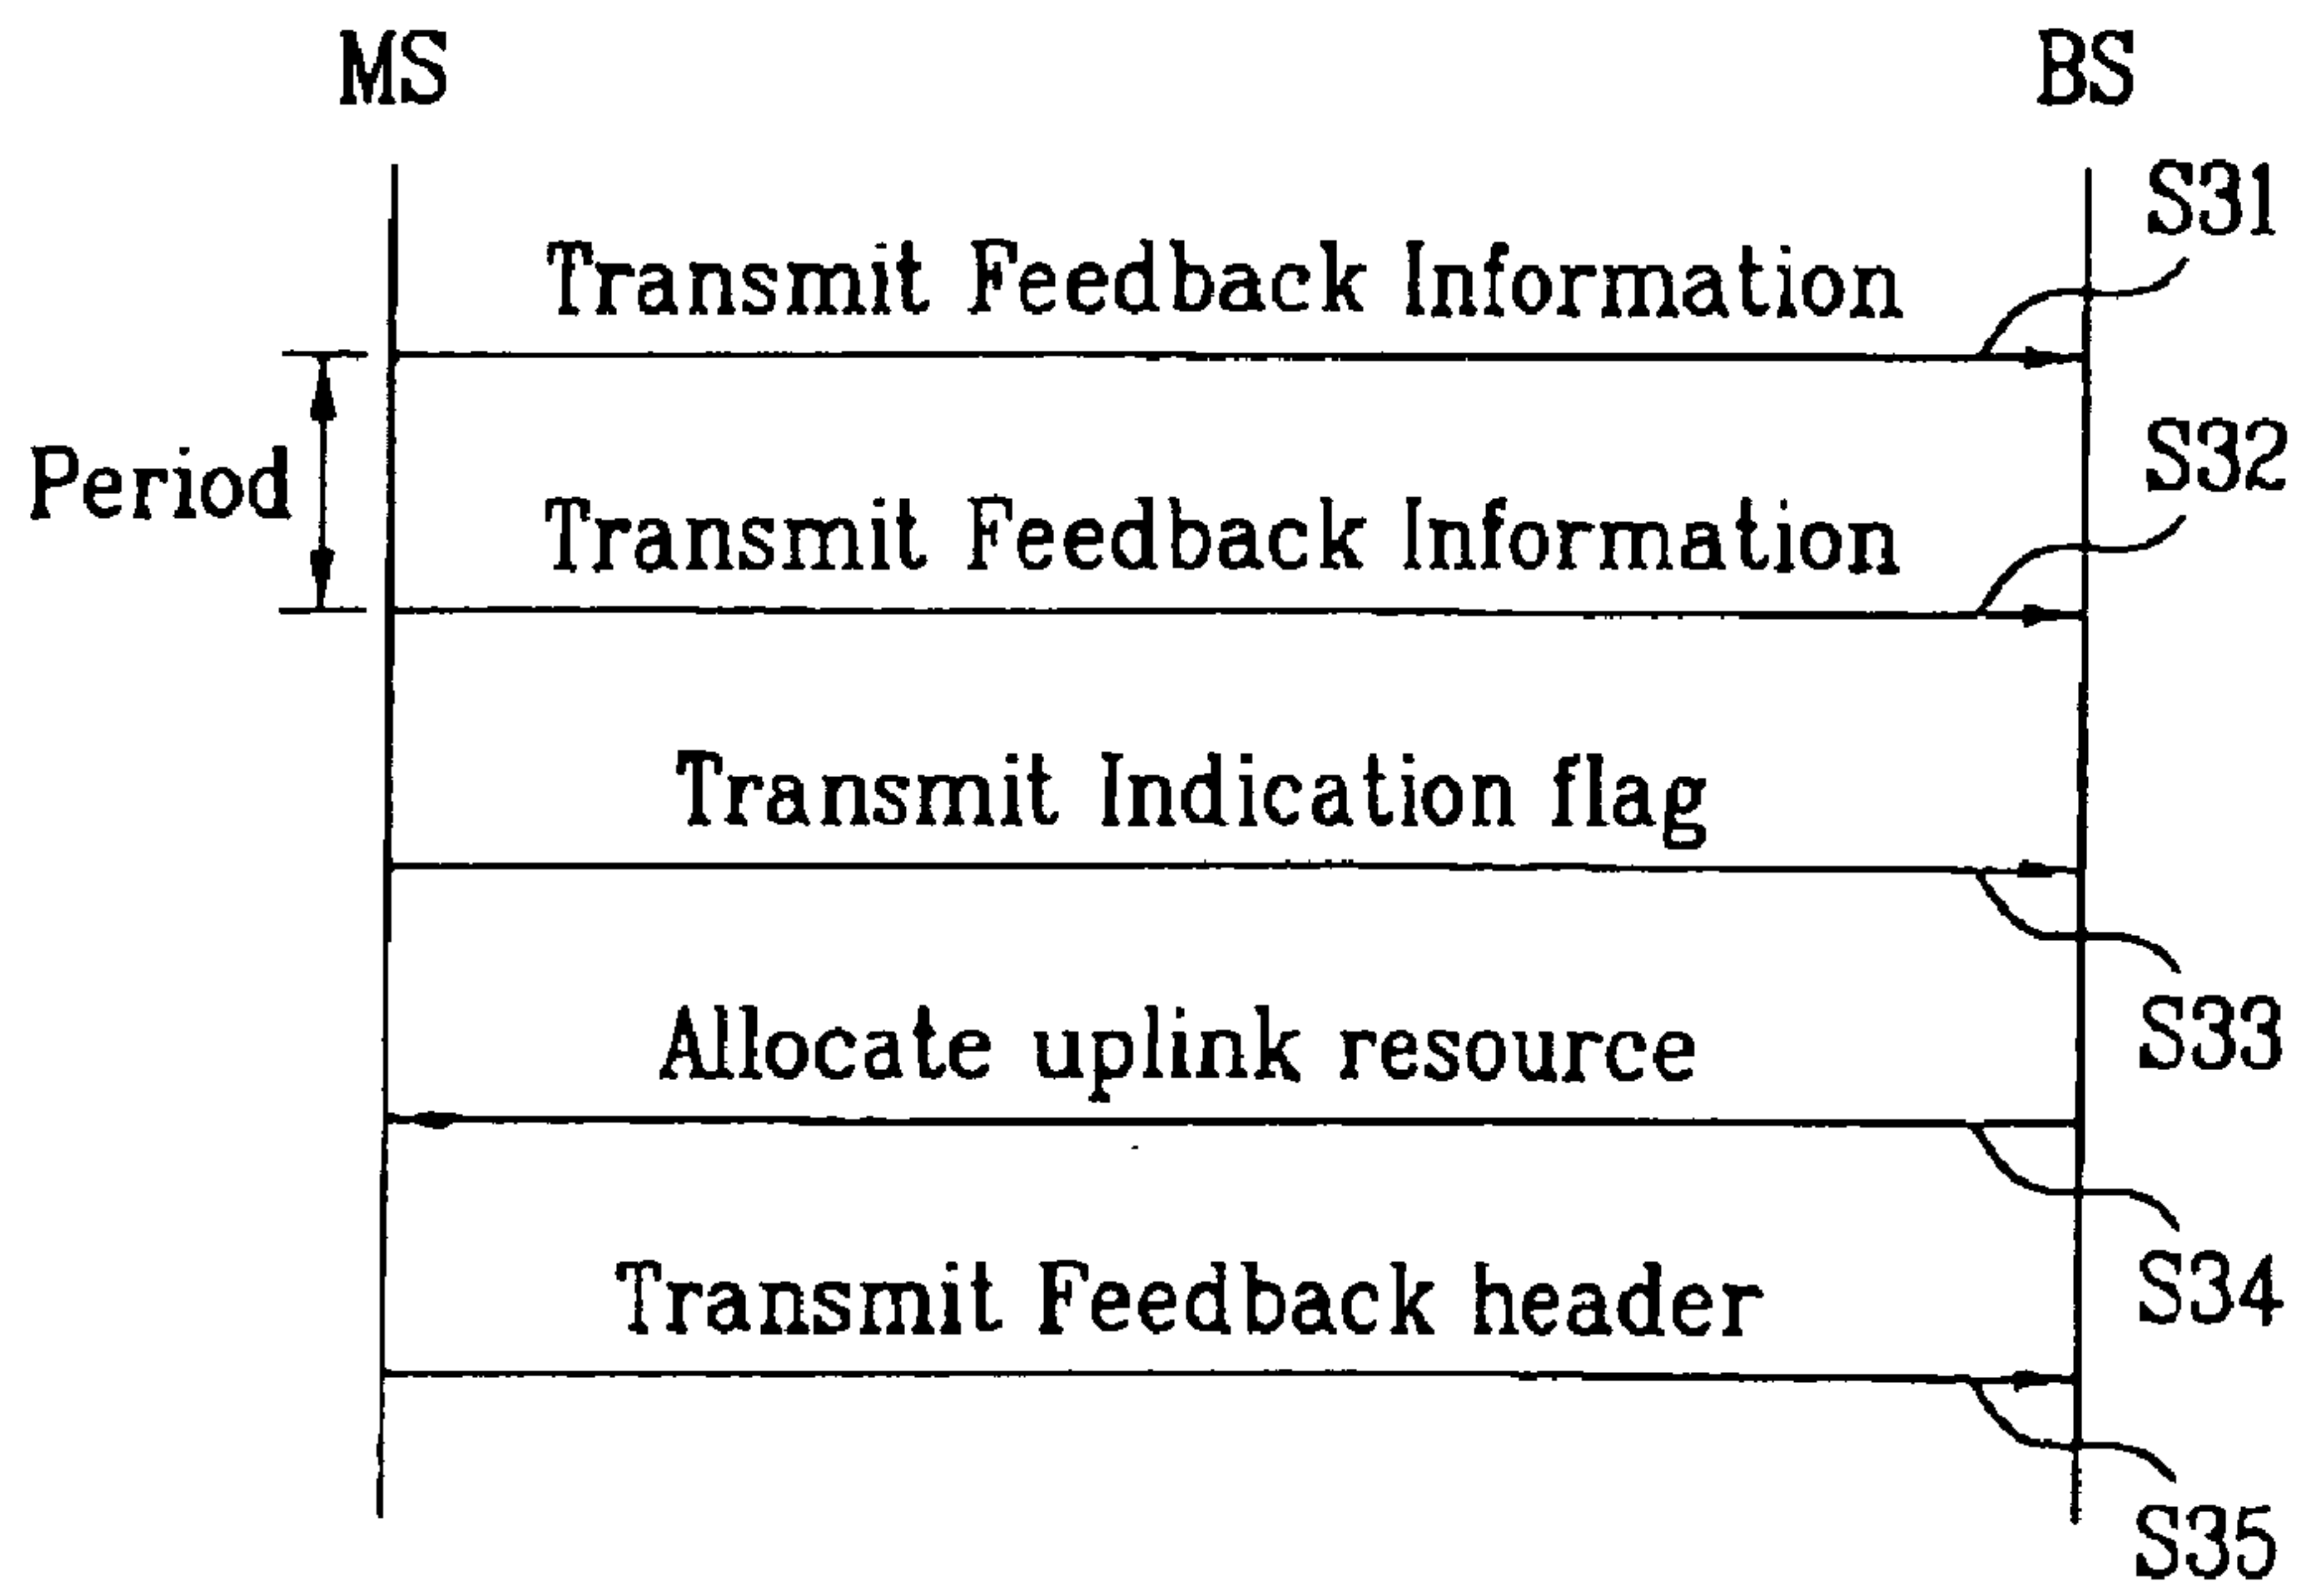 MS
BS
S31
Transmit Feedback Information
S32
Period
Transmit Feedback Information
Transmit Indication flag
S33
Allocate uplink resource
S34
Transmit Feedback header
S35